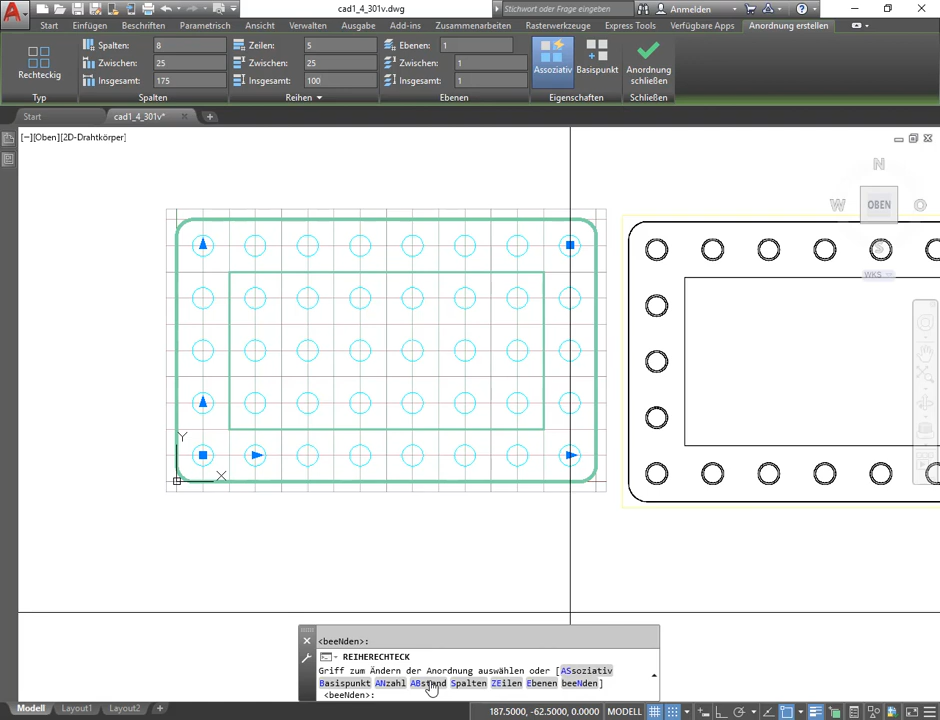 A
cad1_4_301v.dwg
Stichwort oder Frage eingeben
Anmelden
Start
Einfügen
Beschriften
Parametrisch
Ansicht
Verwalten
Ausgabe
Add-ins
Zusammenarbeiten
Rasterwerkzeuge
Express Tools
Verfügbare Apps
Anordnung erstellen
Rechteckig
Typ
Spalten: 8
Zwischen: 25
Insgesamt: 175
Spalten
Zeilen: 5
Zwischen: 25
Insgesamt: 100
Reihen
Ebenen: 1
Zwischen: 1
Insgesamt: 1
Ebenen
Assoziativ
Basispunkt
Eigenschaften
Anordnung
schließen
Schließen
Start
cad1_4_301v*
[−][Oben][2D-Drahtkörper]
N
W
OBEN
O
S
WKS
Y
X
<beeNden>:
REIHERECHTECK
Griff zum Ändern der Anordnung auswählen oder [ASsoziativ
Basispunkt ANzahl ABstand Spalten ZEilen Ebenen beeNden]
<beeNden>:
Modell
Layout1
Layout2
187.5000, -62.5000, 0.0000
MODELL